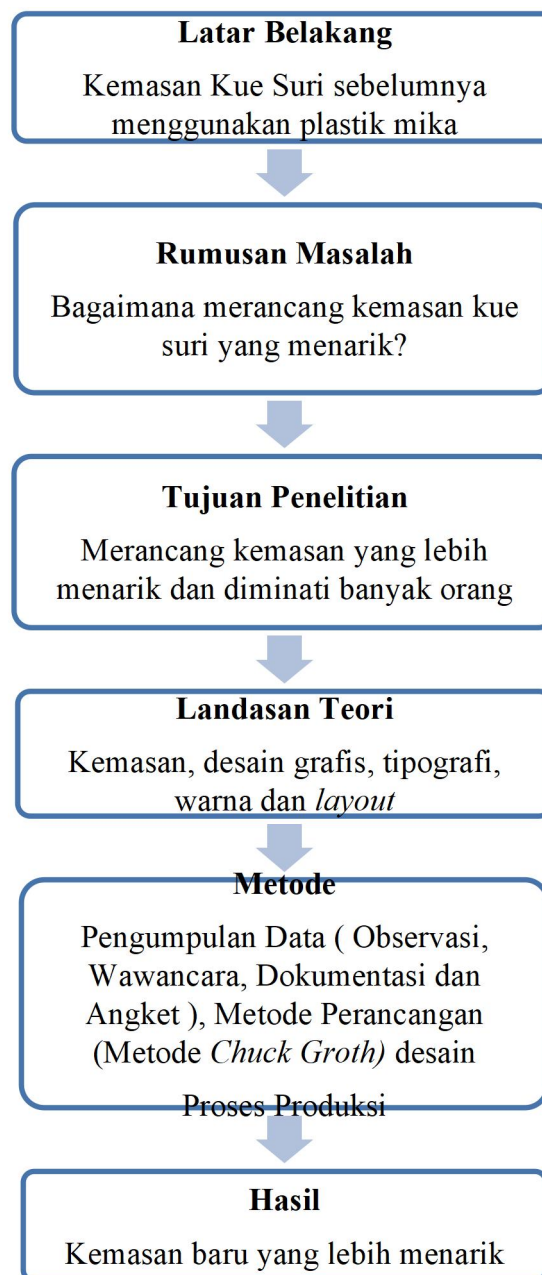 Latar Belakang
Kemasan Kue Suri sebelumnya
menggunakan plastik mika
Rumusan Masalah
Bagaimana merancang kemasan kue
suri yang menarik?
Tujuan Penelitian
Merancang kemasan yang lebih
menarik dan diminati banyak orang
Landasan Teori
Kemasan, desain grafis, tipografi,
warna dan layout
Metode
Pengumpulan Data ( Observasi,
Wawancara, Dokumentasi dan
Angket ), Metode Perancangan
(Metode Chuck Groth) desain
Proses Produksi
Hasil
Kemasan baru yang lebih menarik